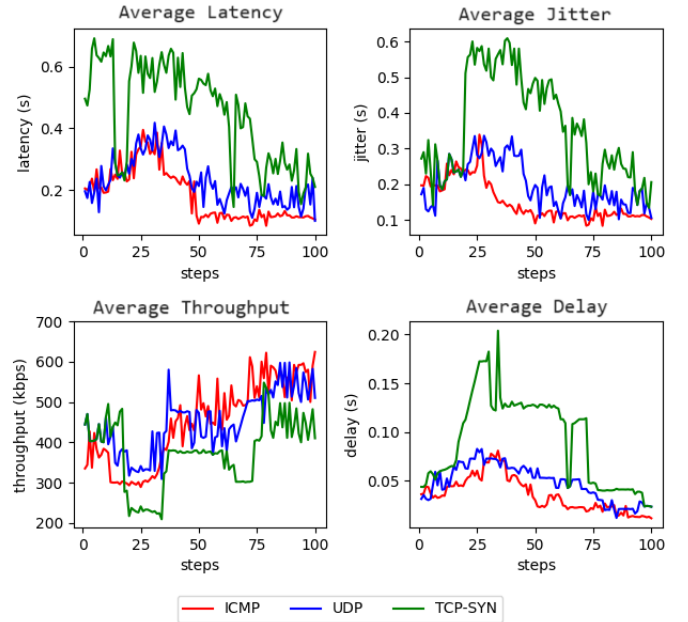 Average Latency
latency (s)
0.6
0.4
0.2
0
25
50
75
100
steps
Average Jitter
jitter (s)
0.6
0.5
0.4
0.3
0.2
0.1
0
25
50
75
100
steps
Average Throughput
throughput (kbps)
700
600
500
400
300
200
0
25
50
75
100
steps
Average Delay
delay (s)
0.20
0.15
0.10
0.05
0
25
50
75
100
steps
ICMP
UDP
TCP-SYN